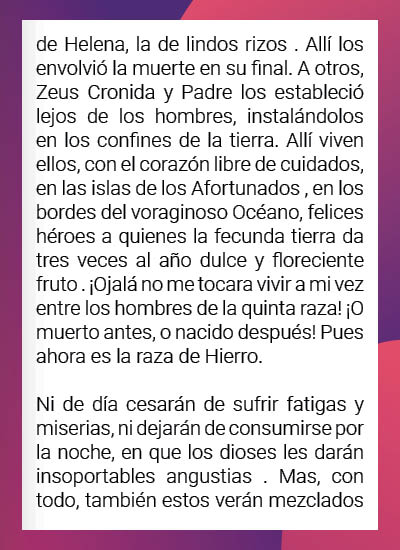 de Helena, la de lindos rizos . Allí los
envolvió la muerte en su final. A otros,
Zeus Cronida y Padre los estableció
lejos de los hombres, instalándolos
en los confines de la tierra. Allí viven
ellos, con el corazón libre de cuidados,
en las islas de los Afortunados , en los
bordes del voraginoso Océano, felices
héroes a quienes la fecunda tierra da
tres veces al año dulce y floreciente
fruto . ¡Ojalá no me tocara vivir a mi vez
entre los hombres de la quinta raza! ¡O
muerto antes, o nacido después! Pues
ahora es la raza de Hierro.
Ni de día cesarán de sufrir fatigas y
miserias, ni dejarán de consumirse por
la noche, en que los dioses les darán
insoportables angustias . Mas, con
todo, también estos verán mezclados